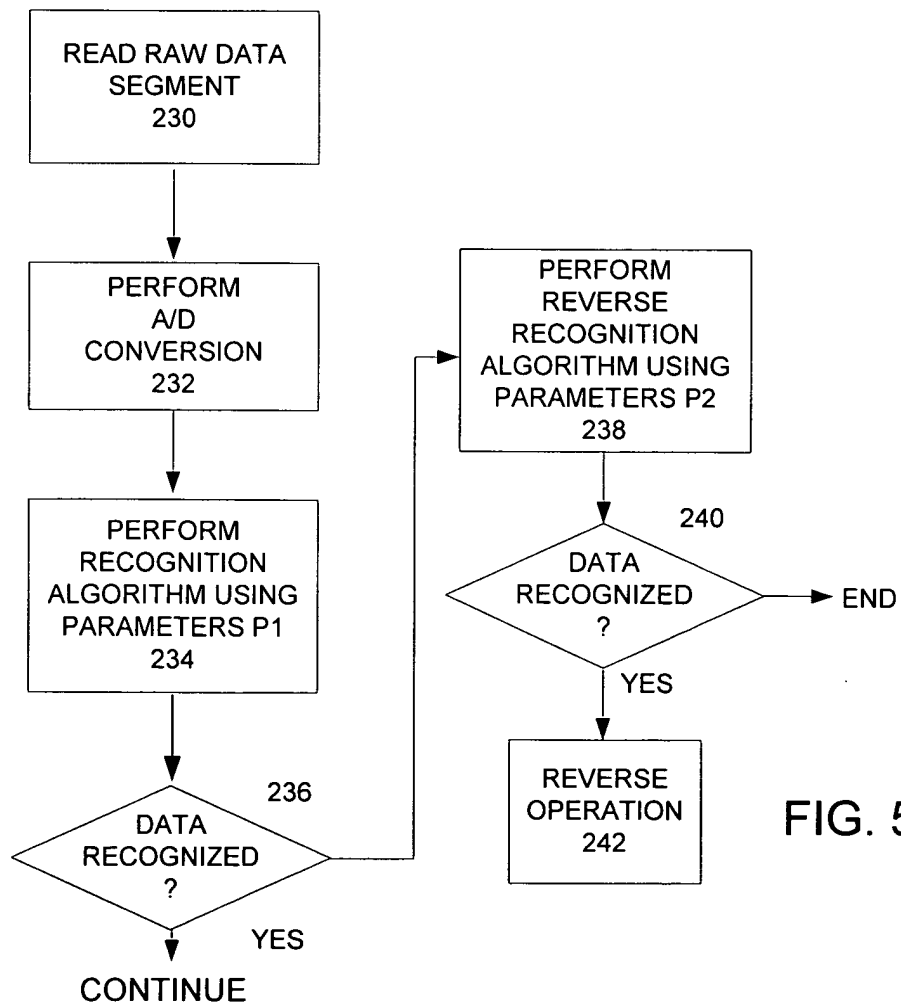 READ RAW DATA
SEGMENT
230
PERFORM
A/D
CONVERSION
232
PERFORM
RECOGNITION
ALGORITHM USING
PARAMETERS P1
234
236
DATA
RECOGNIZED
?
YES
CONTINUE
PERFORM
REVERSE
RECOGNITION
ALGORITHM USING
PARAMETERS P2
238
240
DATA
RECOGNIZED
?
END
YES
REVERSE
OPERATION
242
FIG. 5